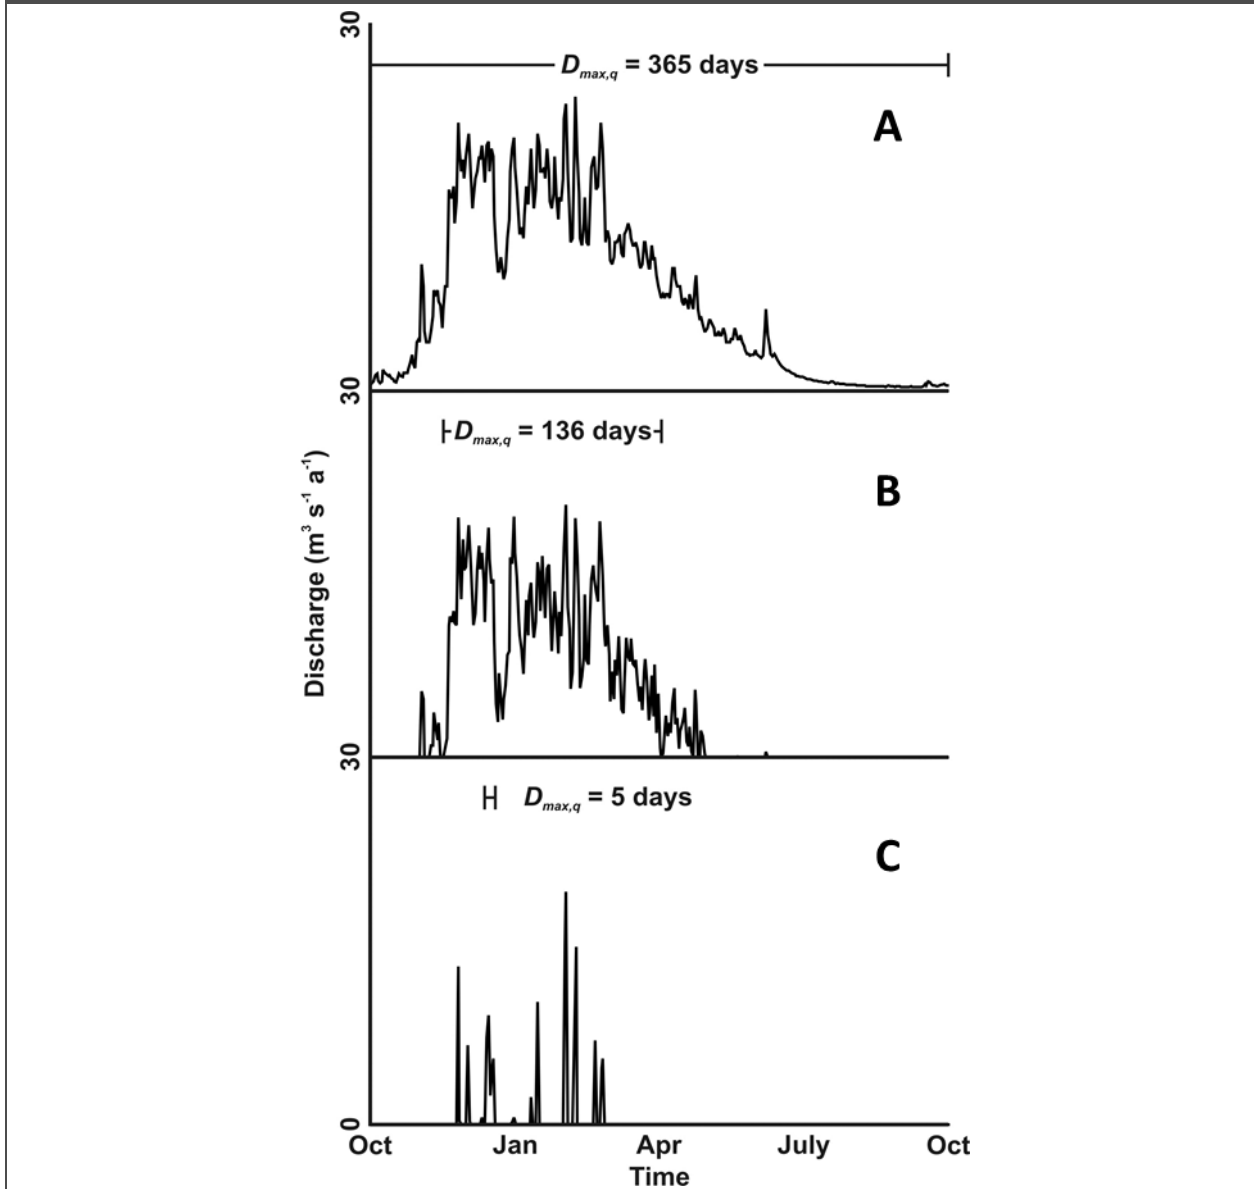 30
Dmax,q = 365 days
A
30
Dmax,q = 136 days
B
Discharge (m³ s⁻¹ a⁻¹)
30
Dmax,q = 5 days
C
0
Oct Jan Apr July Oct
Time